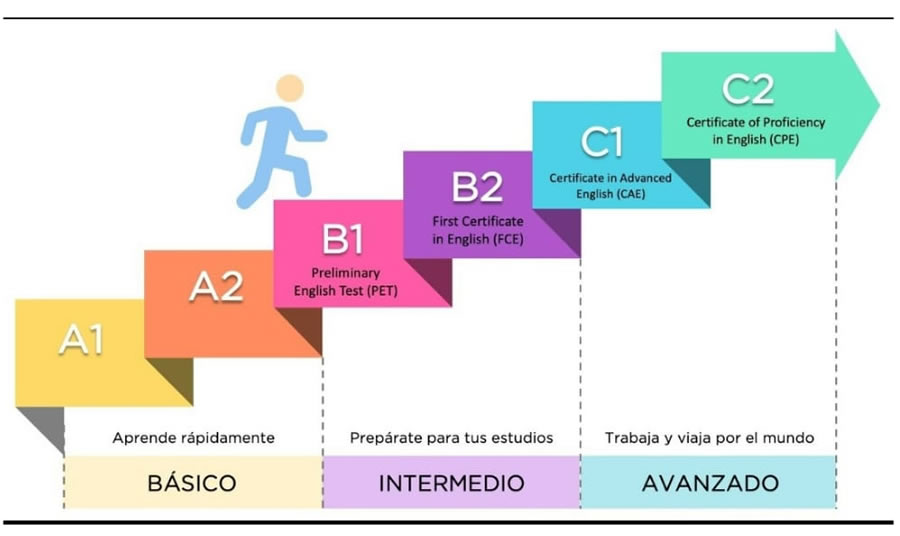 C2
Certificate of Proficiency
in English (CPE)
C1
Certificate in Advanced
English (CAE)
B2
First Certificate
in English (FCE)
B1
Preliminary
English Test (PET)
A2
A1
Aprende rápidamente
Prepárate para tus estudios
Trabaja y viaja por el mundo
BÁSICO
INTERMEDIO
AVANZADO